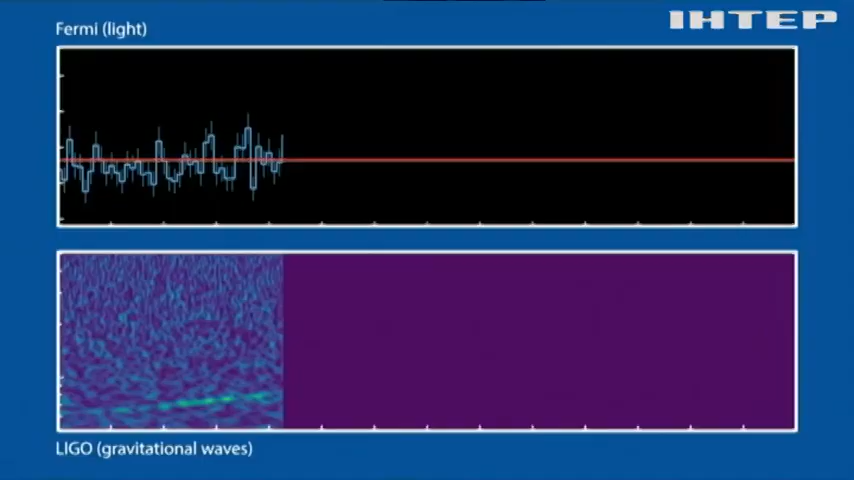 Fermi (light)
ІНТЕР
LIGO (gravitational waves)